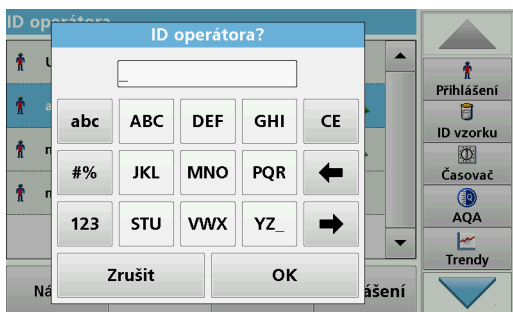 ID operátora
ID operátora?
_
abc ABC DEF GHI CE
#% JKL MNO PQR
123 STU VWX YZ_
Zrušit OK
Přihlášení
ID vzorku
Časovač
AQA
Trendy